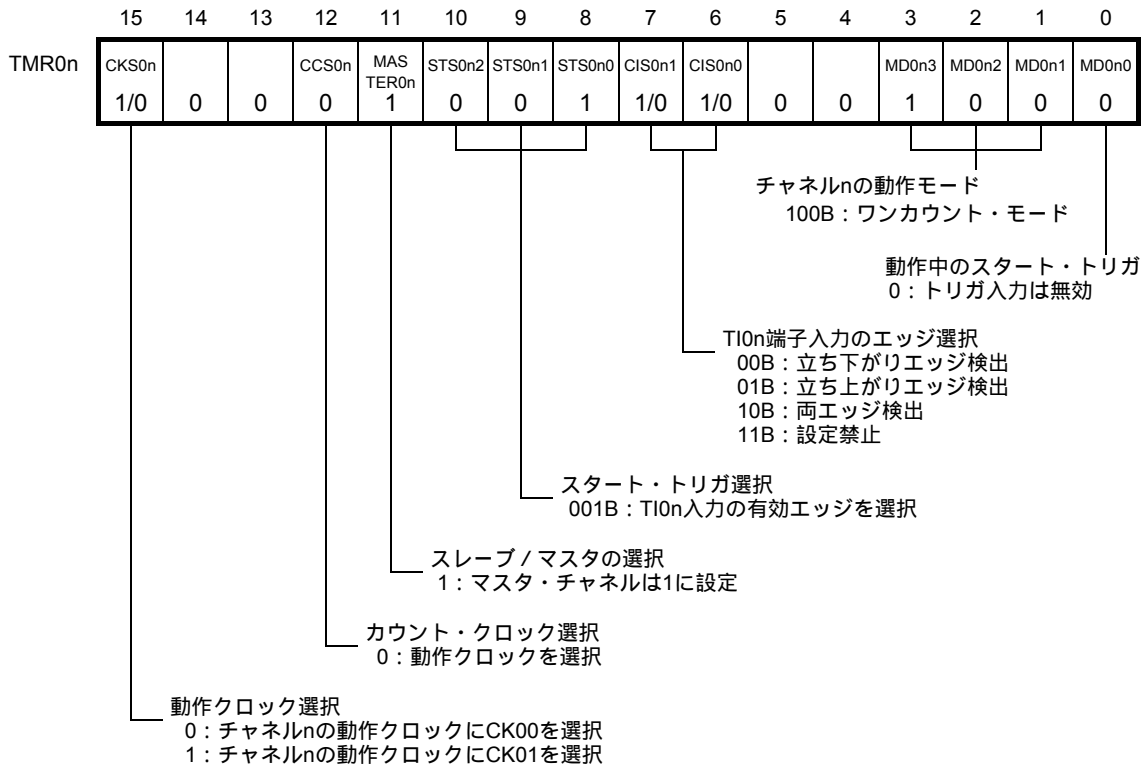 15 14 13 12 11 10 9 8 7 6 5 4 3 2 1 0
TMR0n CKS0n CCS0n MAS TER0n STS0n2 STS0n1 STS0n0 CIS0n1 CIS0n0 MD0n3 MD0n2 MD0n1 MD0n0
1/0 0 0 0 1 0 0 1 1/0 1/0 0 0 1 0 0 0
チャネルnの動作モード
100B:ワンカウント・モード
動作中のスタート・トリガ
0:トリガ入力は無効
TI0n端子入力のエッジ選択
00B:立ち下がりエッジ検出
01B:立ち上がりエッジ検出
10B:両エッジ検出
11B:設定禁止
スタート・トリガ選択
001B:TI0n入力の有効エッジを選択
スレーブ/マスタの選択
1:マスタ・チャネルは1に設定
カウント・クロック選択
0:動作クロックを選択
動作クロック選択
0:チャネルnの動作クロックにCK00を選択
1:チャネルnの動作クロックにCK01を選択